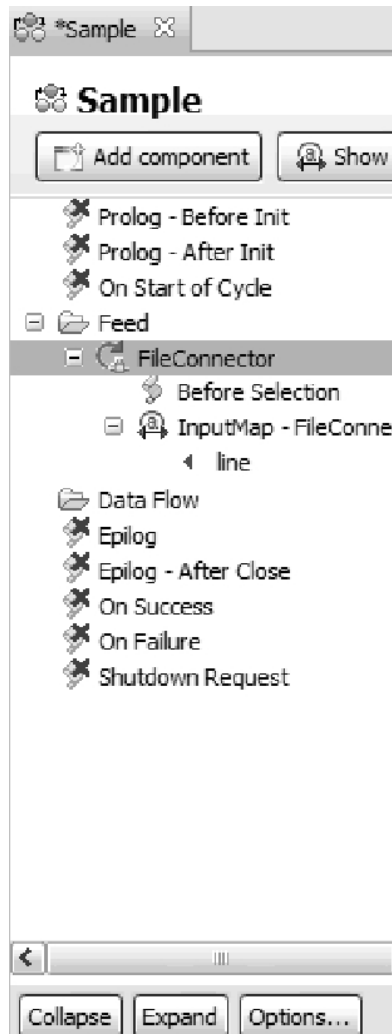 *Sample
Sample
Add component
Show
Prolog - Before Init
Prolog - After Init
On Start of Cycle
Feed
FileConnector
Before Selection
InputMap - FileConne
line
Data Flow
Epilog
Epilog - After Close
On Success
On Failure
Shutdown Request
Collapse
Expand
Options...